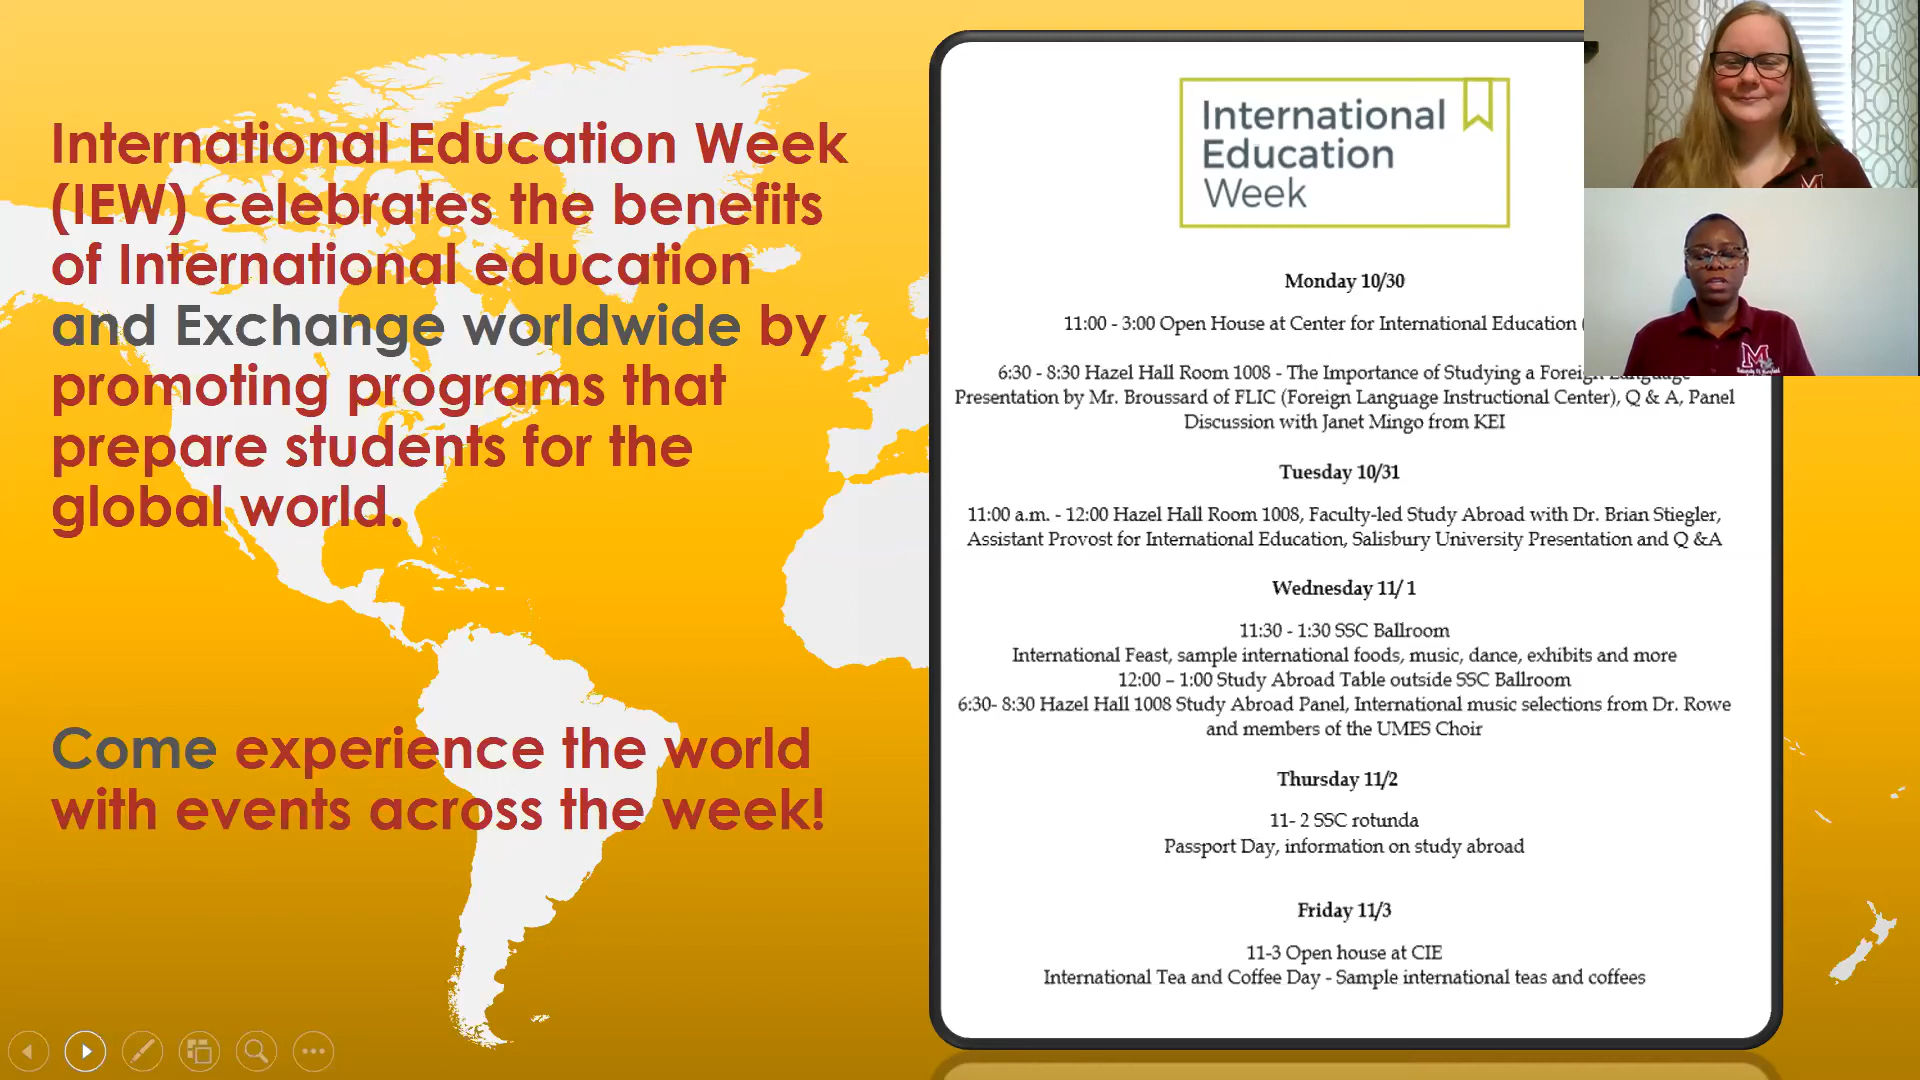 International Education Week
(IEW) celebrates the benefits
of International education
and Exchange worldwide by
promoting programs that
prepare students for the
global world.
Come experience the world
with events across the week!
International
Education
Week
Monday 10/30
11:00 - 3:00 Open House at Center for International Education (
6:30 - 8:30 Hazel Hall Room 1008 - The Importance of Studying a Foreign Language
Presentation by Mr. Broussard of FLIC (Foreign Language Instructional Center), Q & A, Panel
Discussion with Janet Mingo from KEI
Tuesday 10/31
11:00 a.m. - 12:00 Hazel Hall Room 1008, Faculty-led Study Abroad with Dr. Brian Stiegler,
Assistant Provost for International Education, Salisbury University Presentation and Q &A
Wednesday 11/ 1
11:30 - 1:30 SSC Ballroom
International Feast, sample international foods, music, dance, exhibits and more
12:00 – 1:00 Study Abroad Table outside SSC Ballroom
6:30- 8:30 Hazel Hall 1008 Study Abroad Panel, International music selections from Dr. Rowe
and members of the UMES Choir
Thursday 11/2
11- 2 SSC rotunda
Passport Day, information on study abroad
Friday 11/3
11-3 Open house at CIE
International Tea and Coffee Day - Sample international teas and coffees
M
M